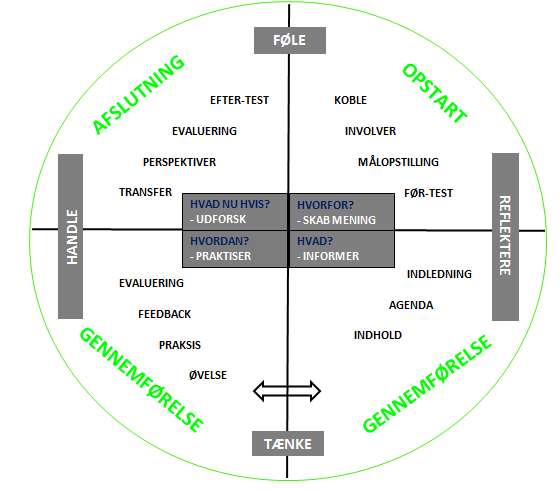 FØLE
AFSLUTNING
OPSTART
EFTER-TEST
KOBLE
EVALUERING
INVOLVER
PERSPEKTIVER
MÅLOPSTILLING
TRANSFER
FØR-TEST
HANDLE
REFLEKTERE
HVAD NU HVIS?
- UDFORSK
HVORFOR?
- SKAB MENING
HVORDAN?
- PRAKTISER
HVAD?
- INFORMER
EVALUERING
INDLEDNING
FEEDBACK
AGENDA
PRAKSIS
INDHOLD
ØVELSE
GENNEMFØRELSE
GENNEMFØRELSE
TÆNKE